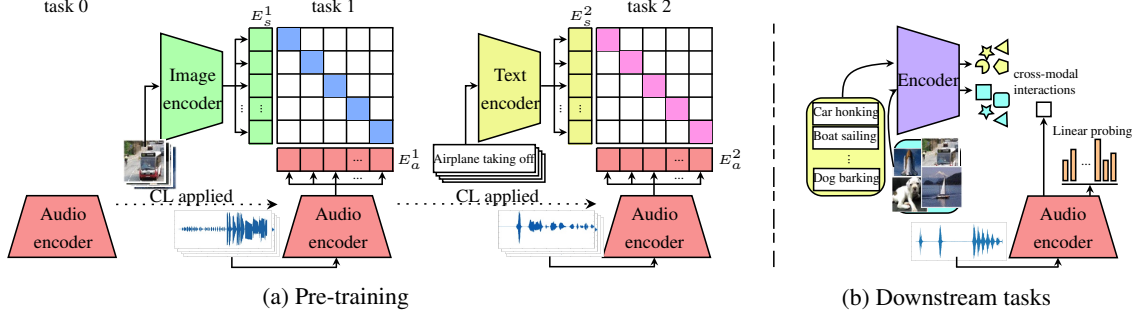 task 0
E_s^1
task 1
E_s^2
task 2
Image
encoder
...
Text
encoder
...
Airplane taking off
...
E_a^1
...
E_a^2
...
...
CL applied
CL applied
Audio
encoder
Audio
encoder
Audio
encoder
(a) Pre-training
Encoder
cross-modal
interactions
Car honking
Boat sailing
...
Dog barking
Linear probing
...
Audio
encoder
(b) Downstream tasks